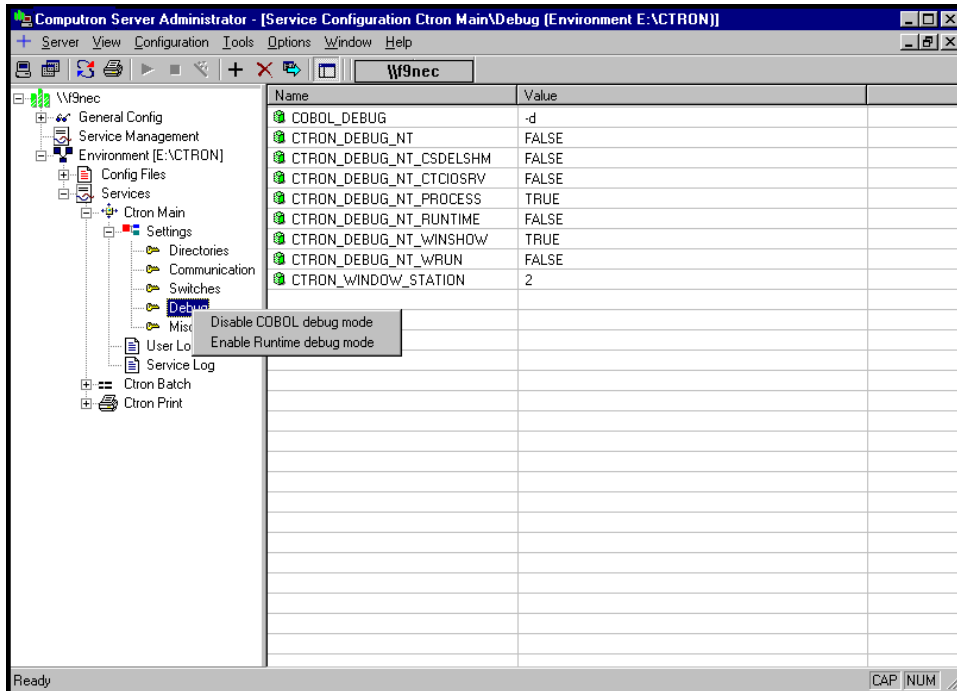 Computron Server Administrator - [Service Configuration Ctron Main\Debug (Environment E:\CTRON)]
Server View Configuration Tools Options Window Help
\\f9nec
\\f9nec
General Config
Service Management
Environment [E:\CTRON]
Config Files
Services
Ctron Main
Settings
Directories
Communication
Switches
Debug
Misc
User Lo
Service Log
Ctron Batch
Ctron Print
Disable COBOL debug mode
Enable Runtime debug mode
Name Value
COBOL_DEBUG -d
CTRON_DEBUG_NT FALSE
CTRON_DEBUG_NT_CSDELSHM FALSE
CTRON_DEBUG_NT_CTCIOSRV FALSE
CTRON_DEBUG_NT_PROCESS TRUE
CTRON_DEBUG_NT_RUNTIME FALSE
CTRON_DEBUG_NT_WINSHOW TRUE
CTRON_DEBUG_NT_WRUN FALSE
CTRON_WINDOW_STATION 2
Ready CAP NUM